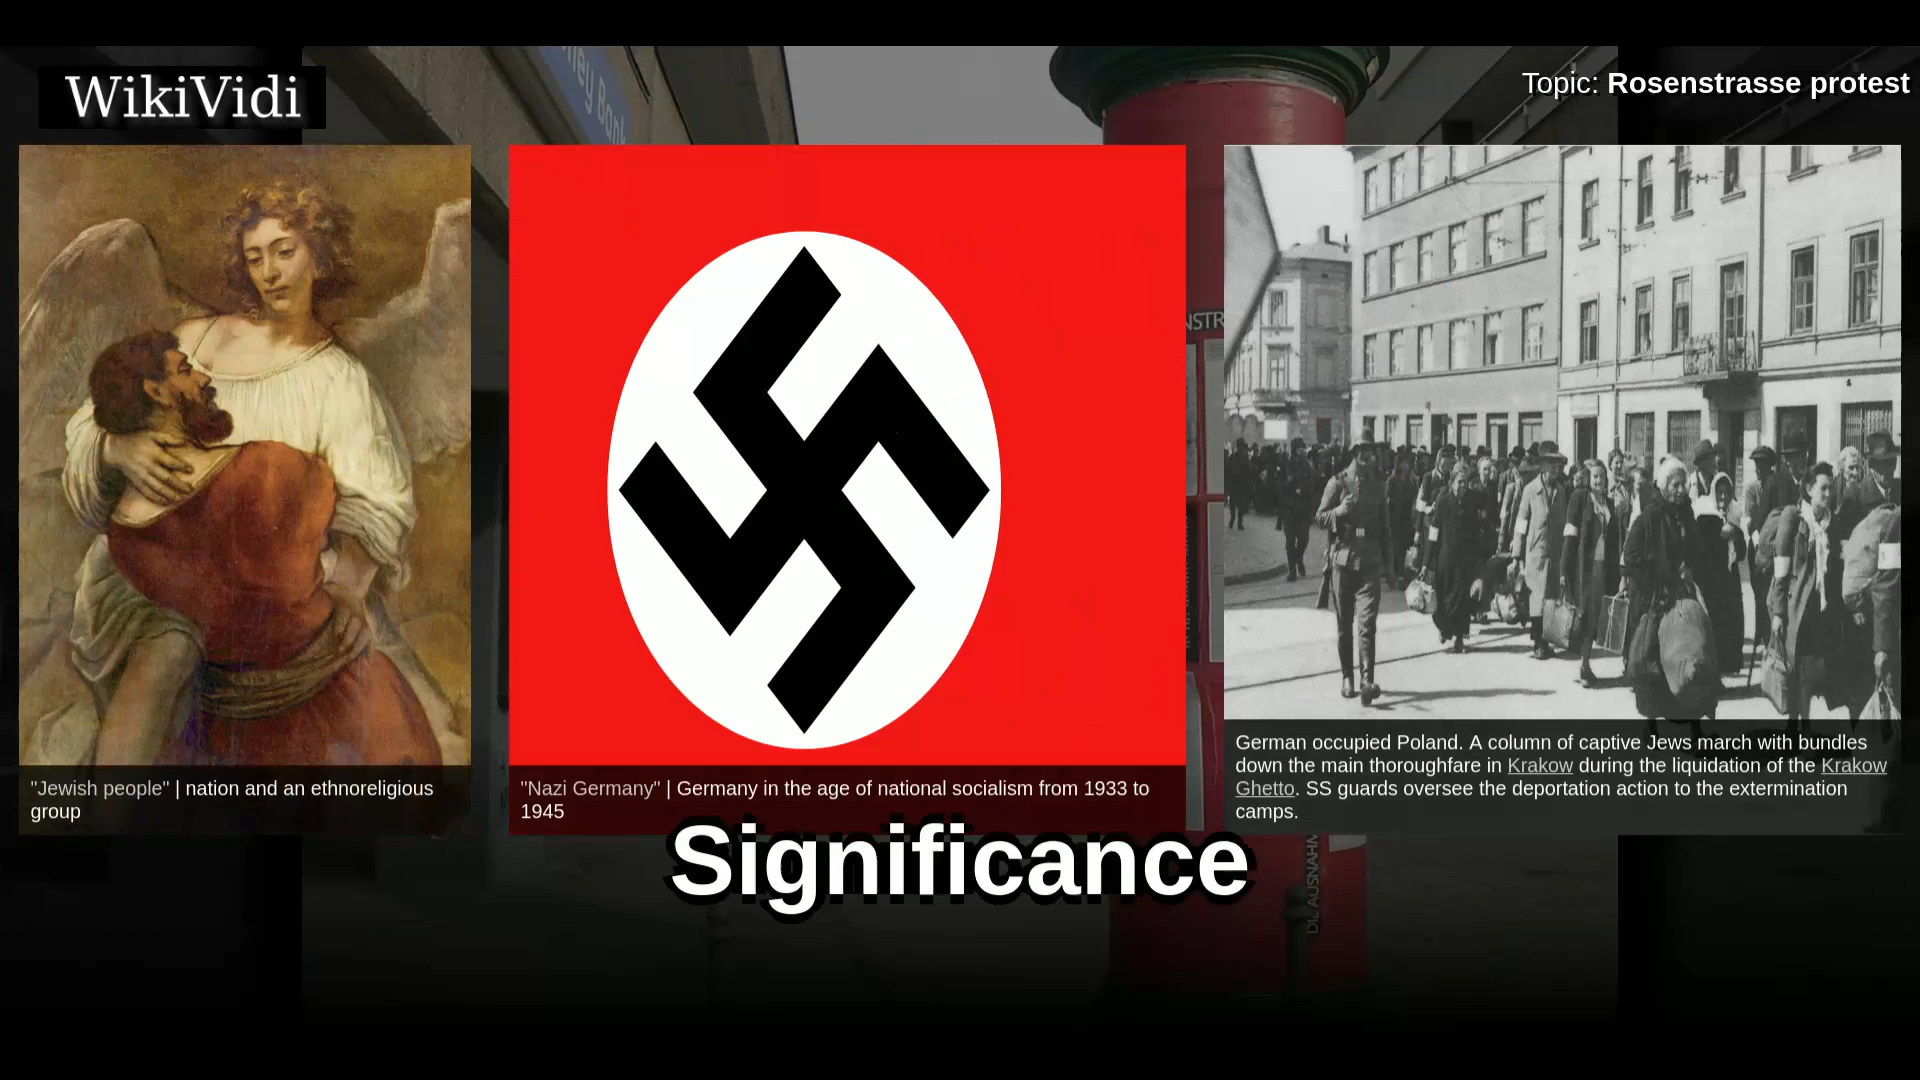 WikiVidi
Topic: Rosenstrasse protest
ney Bank
NSTR
"Jewish people" | nation and an ethnoreligious
group
"Nazi Germany" | Germany in the age of national socialism from 1933 to
1945
German occupied Poland. A column of captive Jews march with bundles
down the main thoroughfare in Krakow during the liquidation of the Krakow
Ghetto. SS guards oversee the deportation action to the extermination
camps.
Significance